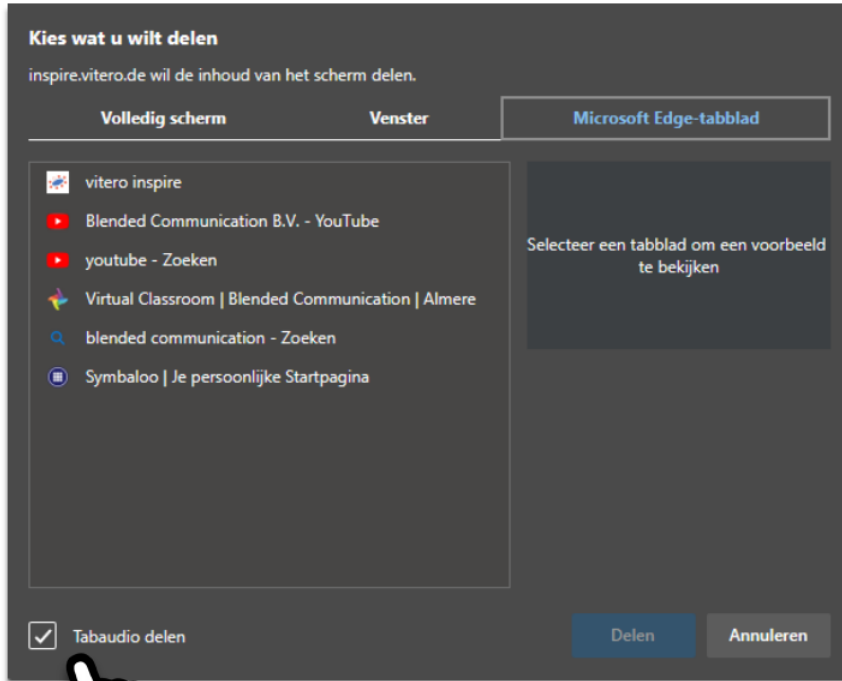 Kies wat u wilt delen
inspire.vitero.de wil de inhoud van het scherm delen.
Volledig scherm Venster Microsoft Edge-tabblad
vitero inspire
Blended Communication B.V. - YouTube
youtube - Zoeken
Virtual Classroom | Blended Communication | Almere
blended communication - Zoeken
Symbaloo | Je persoonlijke Startpagina
Selecteer een tabblad om een voorbeeld
te bekijken
Tabaudio delen
Delen Annuleren